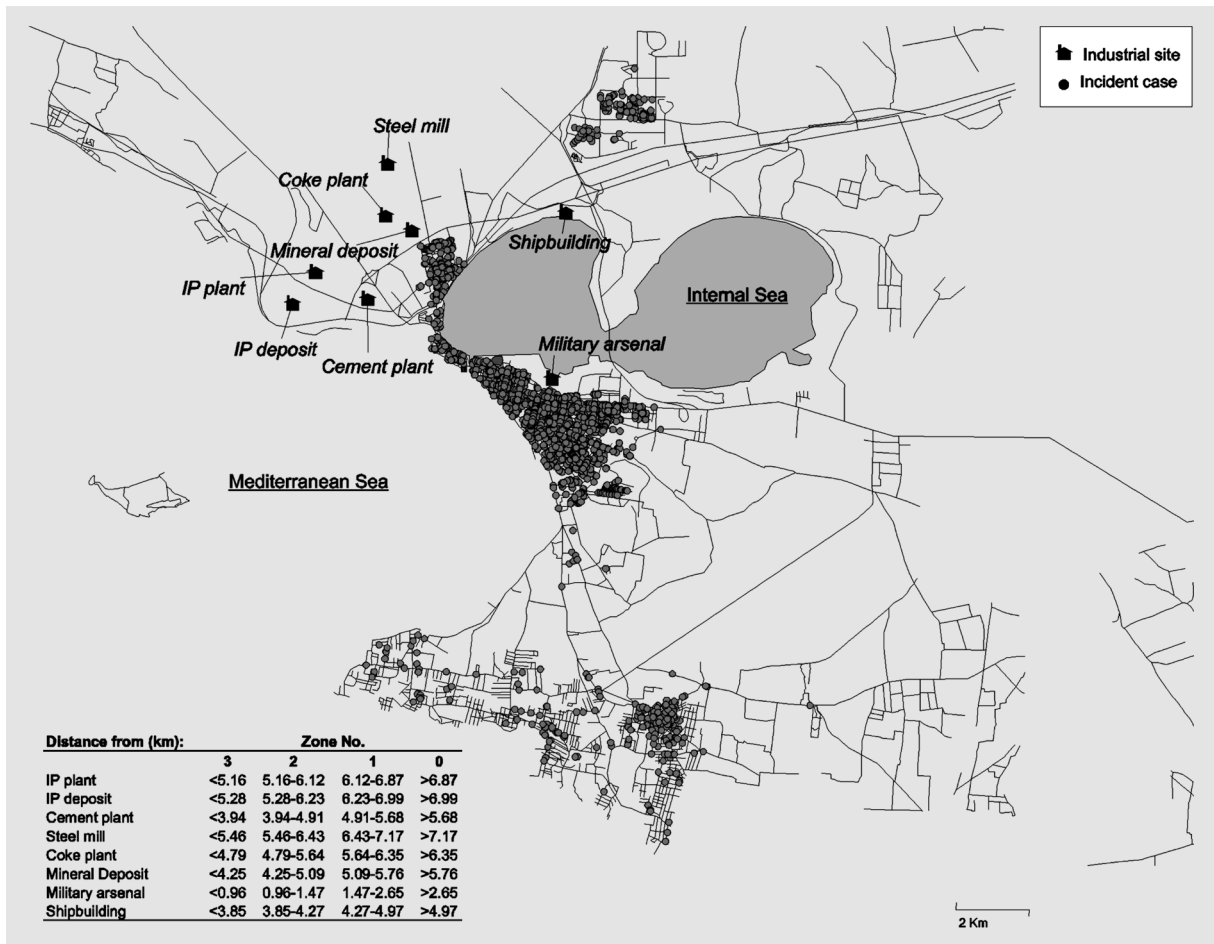 Industrial site
Incident case
Steel mill
Coke plant
Mineral deposit
Shipbuilding
IP plant
Internal Sea
IP deposit
Military arsenal
Cement plant
Mediterranean Sea
Distance from (km): Zone No.
3 2 1 0
IP plant <5.16 5.16-6.12 6.12-6.87 >6.87
IP deposit <5.28 5.28-6.23 6.23-6.99 >6.99
Cement plant <3.94 3.94-4.91 4.91-5.68 >5.68
Steel mill <5.46 5.46-6.43 6.43-7.17 >7.17
Coke plant <4.79 4.79-5.64 5.64-6.35 >6.35
Mineral Deposit <4.25 4.25-5.09 5.09-5.76 >5.76
Military arsenal <0.96 0.96-1.47 1.47-2.65 >2.65
Shipbuilding <3.85 3.85-4.27 4.27-4.97 >4.97
2 Km